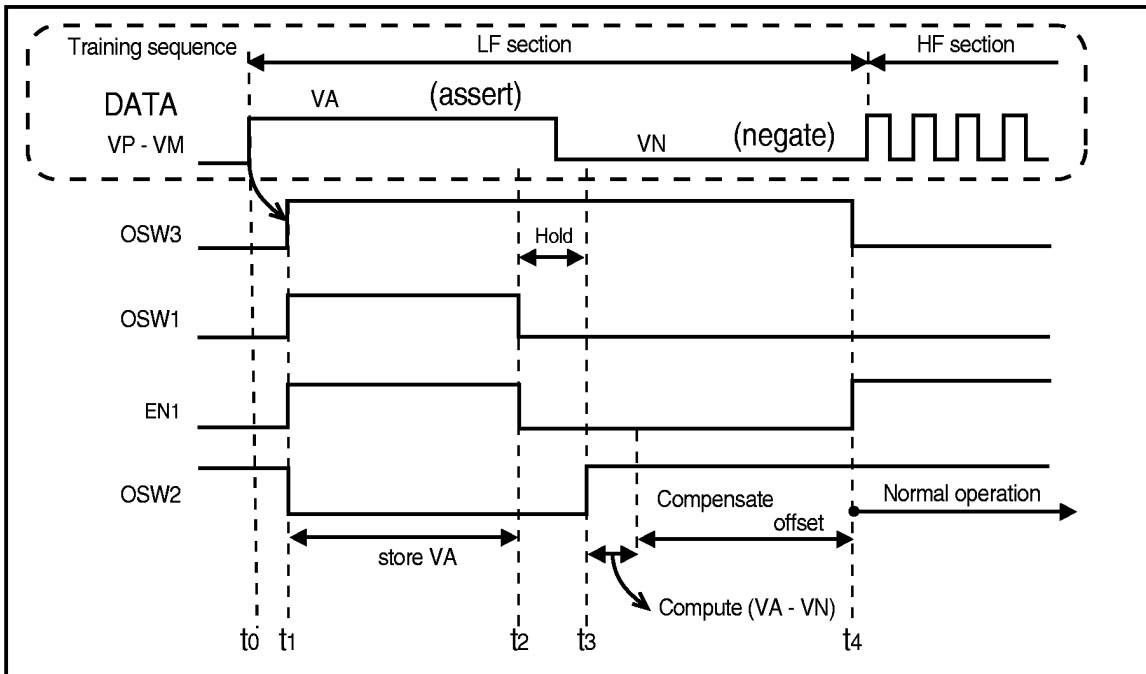 Training sequence
LF section
HF section
DATA
VA
(assert)
VP - VM
VN
(negate)
OSW3
Hold
OSW1
EN1
OSW2
Compensate
offset
Normal operation
store VA
Compute (VA - VN)
t0
t1
t2
t3
t4